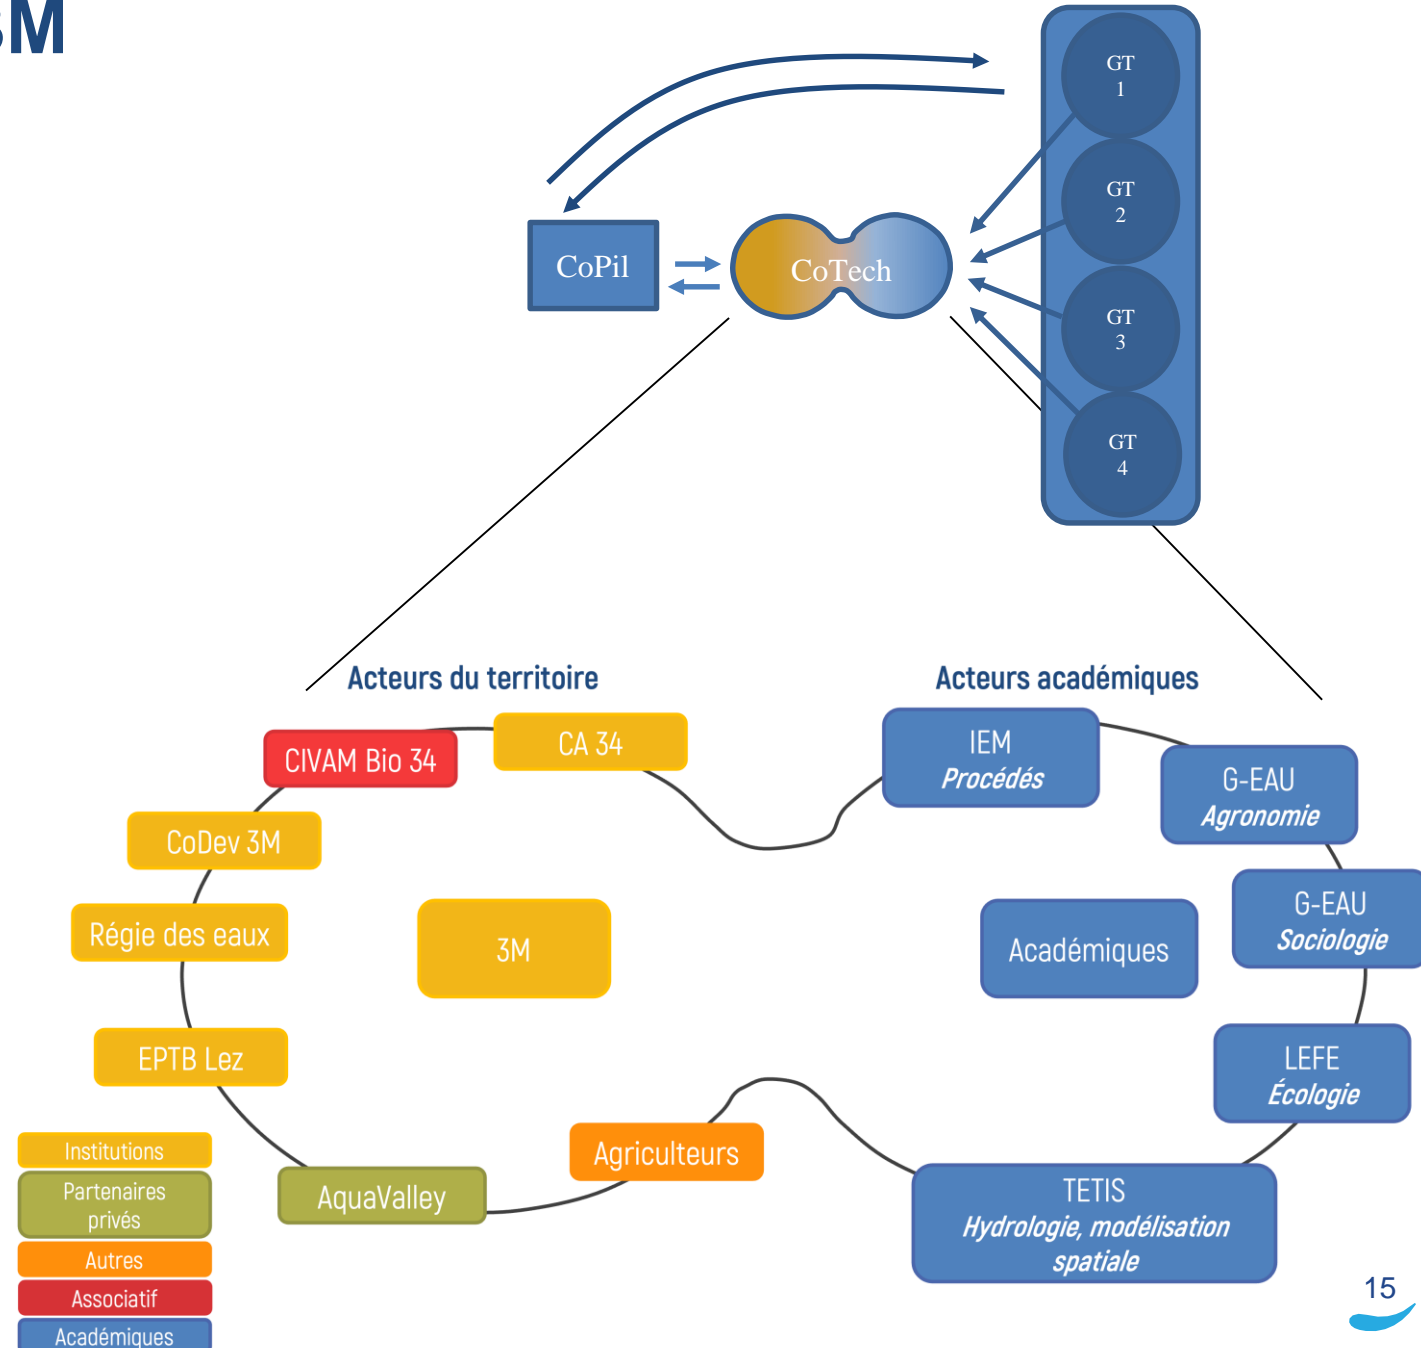 GT
1
GT
2
CoPil
CoTech
GT
3
GT
4
Acteurs du territoire
Acteurs académiques
CIVAM Bio 34
CA 34
IEM
Procédés
G-EAU
Agronomie
CoDev 3M
Régie des eaux
3M
Académiques
G-EAU
Sociologie
EPTB Lez
LEFE
Écologie
Agriculteurs
AquaValley
TETIS
Hydrologie, modélisation
spatiale
Institutions
Partenaires
privés
Autres
Associatif
Académiques
15